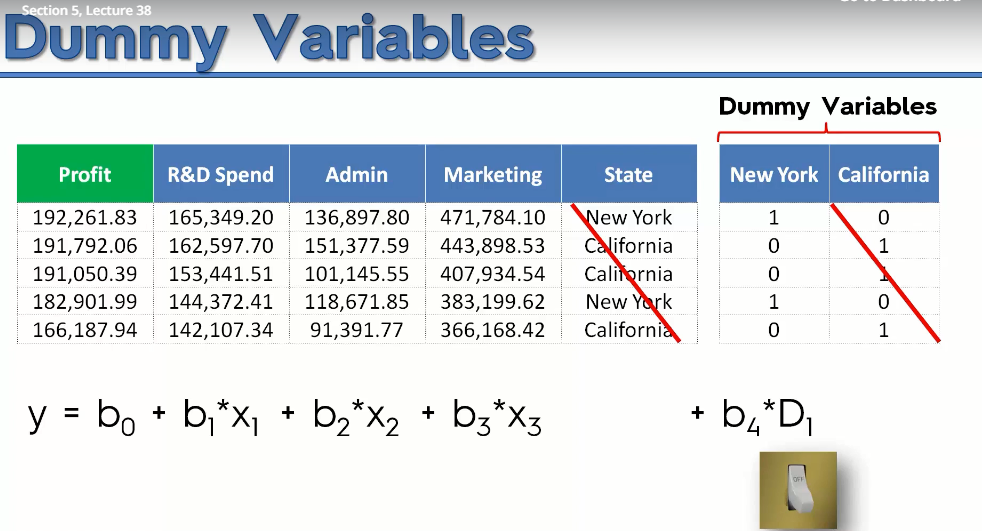 Section 5, Lecture 38
Dummy Variables
Dummy Variables
Profit R&D Spend Admin Marketing State New York California
192,261.83 165,349.20 136,897.80 471,784.10 New York 1 0
191,792.06 162,597.70 151,377.59 443,898.53 California 0 1
191,050.39 153,441.51 101,145.55 407,934.54 California 0 1
182,901.99 144,372.41 118,671.85 383,199.62 New York 1 0
166,187.94 142,107.34 91,391.77 366,168.42 California 0 1
y = b₀ + b₁*x₁ + b₂*x₂ + b₃*x₃ + b₄*D₁
OFF